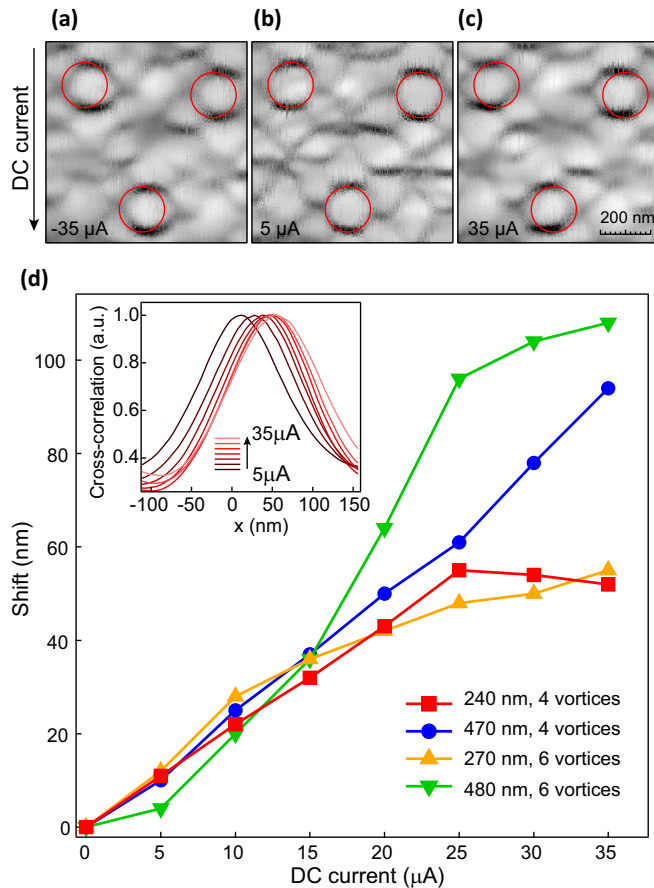 (a)
(b)
(c)
DC current
-35 μA
5 μA
35 μA
200 nm
(d)
Shift (nm)
100
80
60
40
20
0
Cross-correlation (a.u.)
1.0
0.8
0.6
0.4
35μA
5μA
-100 -50 0 50 100 150
x (nm)
240 nm, 4 vortices
470 nm, 4 vortices
270 nm, 6 vortices
480 nm, 6 vortices
0 5 10 15 20 25 30 35
DC current (μA)